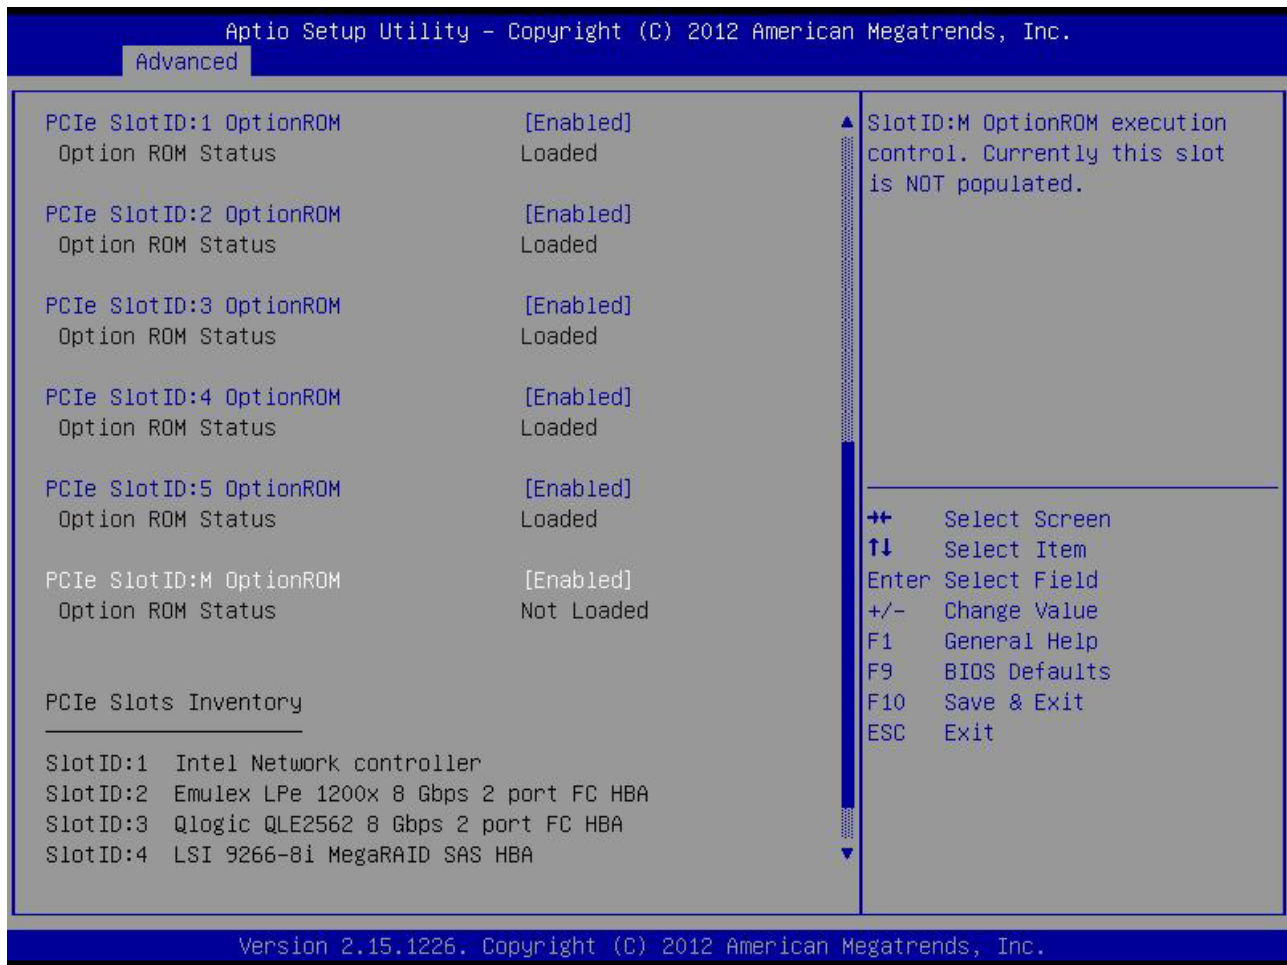 Aptio Setup Utility – Copyright (C) 2012 American Megatrends, Inc.
Advanced
PCIe SlotID:1 OptionROM [Enabled]
Option ROM Status Loaded
PCIe SlotID:2 OptionROM [Enabled]
Option ROM Status Loaded
PCIe SlotID:3 OptionROM [Enabled]
Option ROM Status Loaded
PCIe SlotID:4 OptionROM [Enabled]
Option ROM Status Loaded
PCIe SlotID:5 OptionROM [Enabled]
Option ROM Status Loaded
PCIe SlotID:M OptionROM [Enabled]
Option ROM Status Not Loaded
PCIe Slots Inventory
SlotID:1 Intel Network controller
SlotID:2 Emulex LPe 1200x 8 Gbps 2 port FC HBA
SlotID:3 Qlogic QLE2562 8 Gbps 2 port FC HBA
SlotID:4 LSI 9266-8i MegaRAID SAS HBA
SlotID:M OptionROM execution
control. Currently this slot
is NOT populated.
→← Select Screen
↑↓ Select Item
Enter Select Field
+/- Change Value
F1 General Help
F9 BIOS Defaults
F10 Save & Exit
ESC Exit
Version 2.15.1226. Copyright (C) 2012 American Megatrends, Inc.